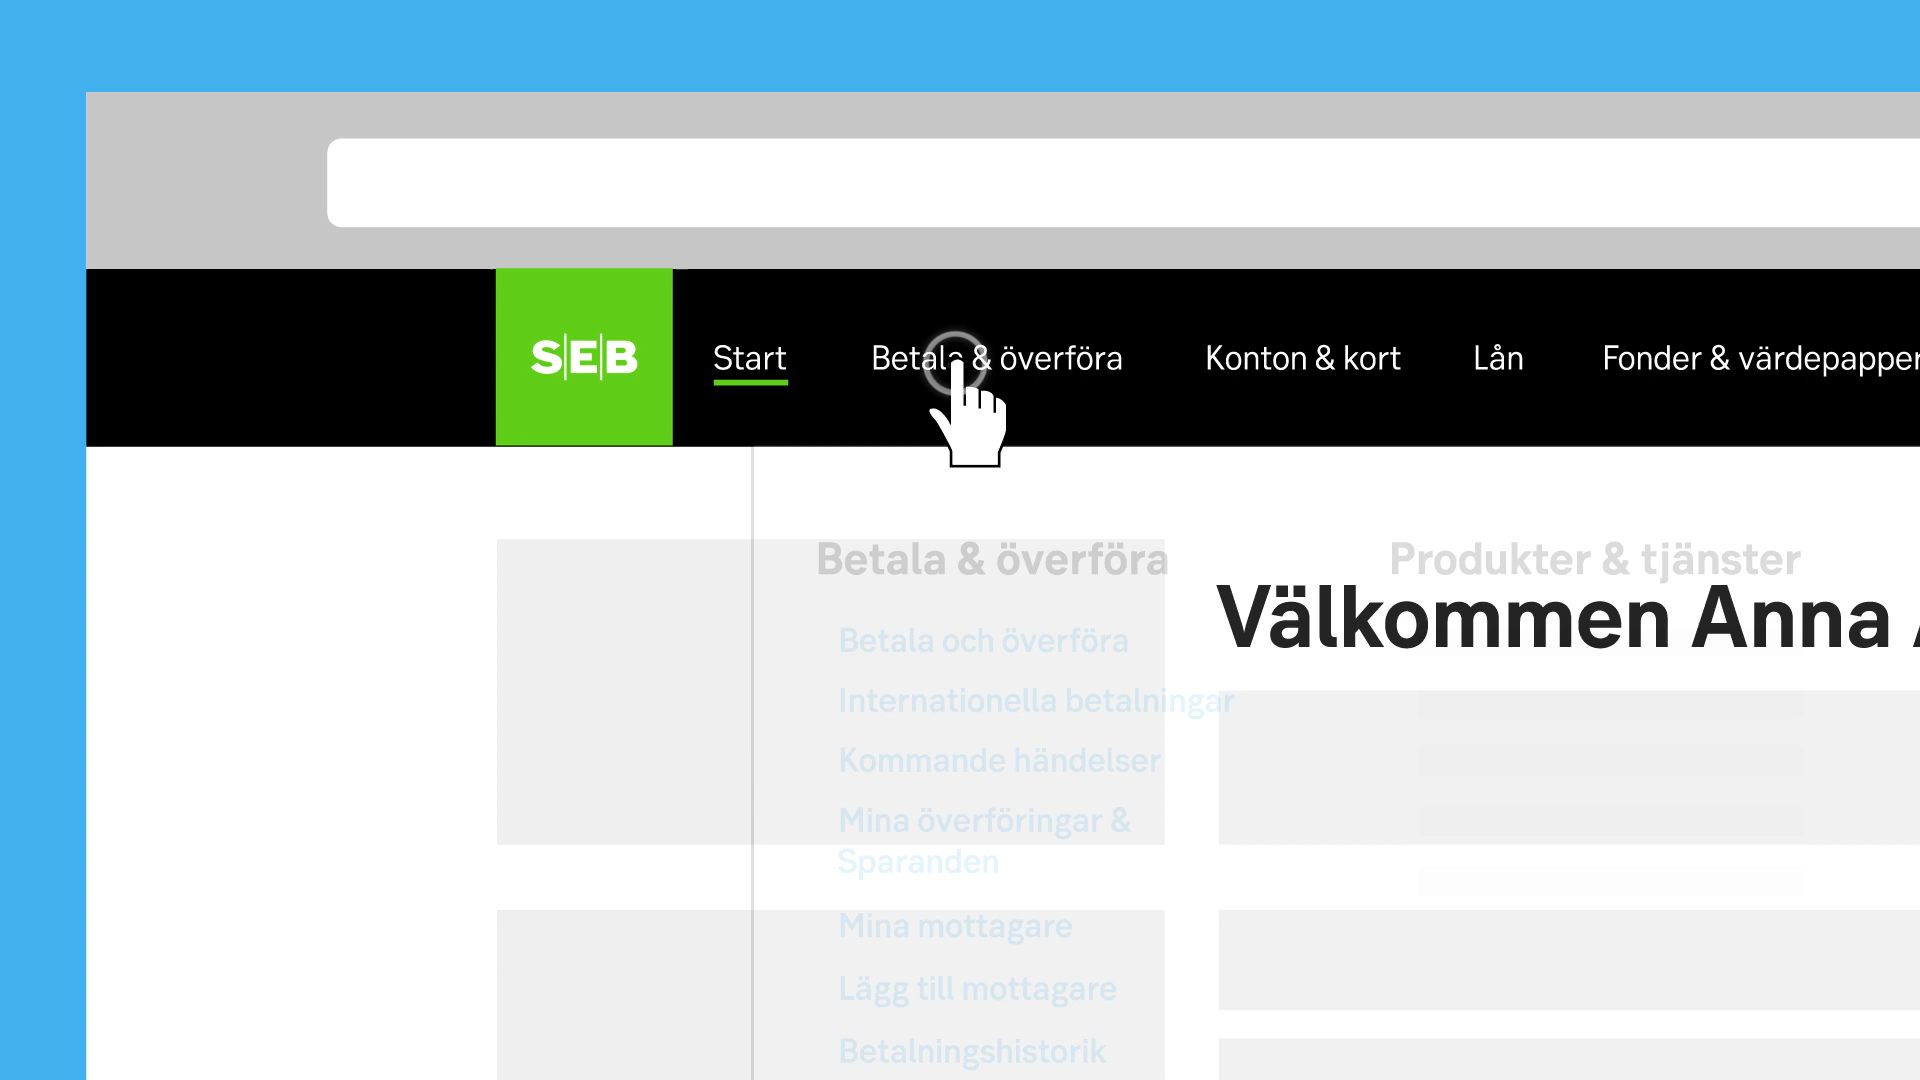 SEB
Start
Betala & överföra
Konton & kort
Lån
Fonder & värdepapper
Betala & överföra
Produkter & tjänster
Välkommen Anna
Betala och överföra
Internationella betalningar
Kommande händelser
Mina överföringar &
Sparanden
Mina mottagare
Lägg till mottagare
Betalningshistorik